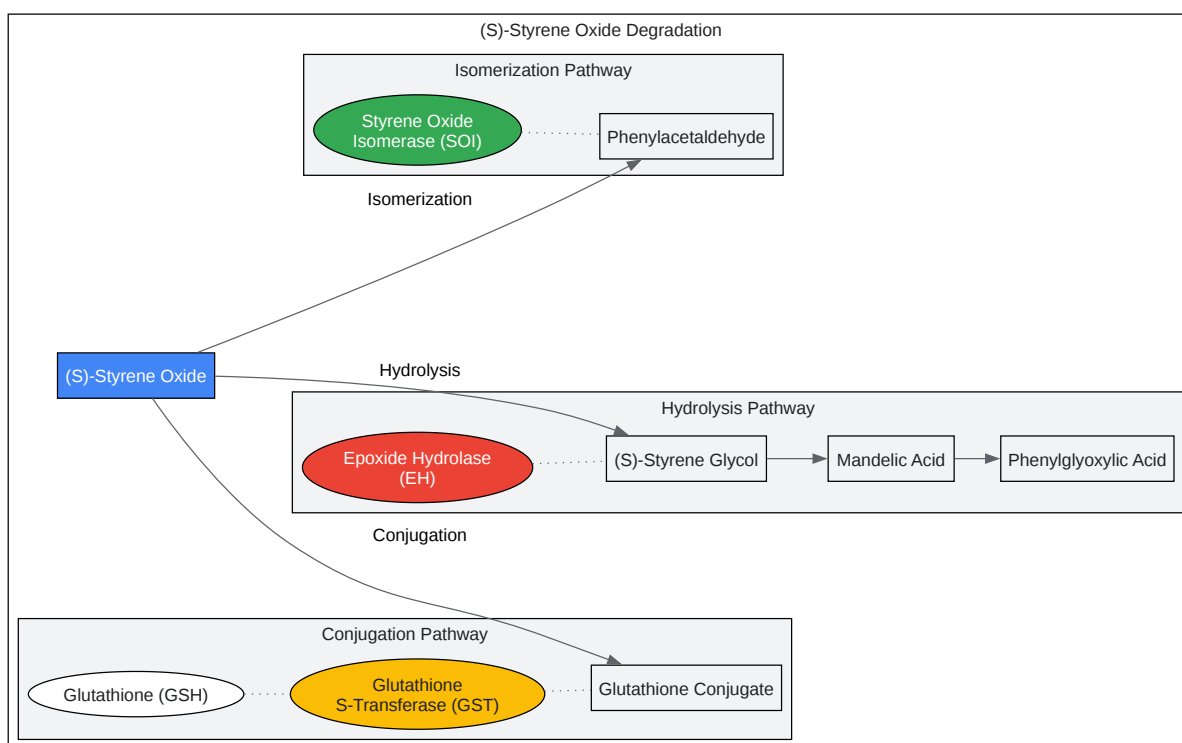 (S)-Styrene Oxide Degradation
Isomerization Pathway
Styrene Oxide
Isomerase (SOI)
Phenylacetaldehyde
Isomerization
(S)-Styrene Oxide
Hydrolysis
Hydrolysis Pathway
Epoxide Hydrolase
(EH)
(S)-Styrene Glycol
Mandelic Acid
Phenylglyoxylic Acid
Conjugation
Conjugation Pathway
Glutathione (GSH)
Glutathione
S-Transferase (GST)
Glutathione Conjugate